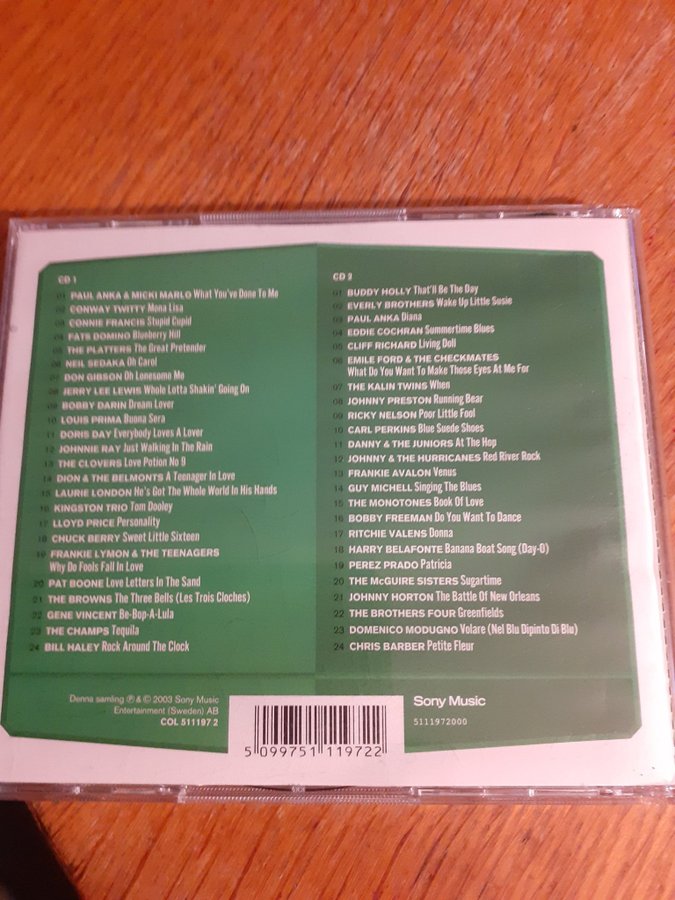 CD 1
01 PAUL ANKA & MICKI MARLO What You've Done To Me
02 CONWAY TWITTY Mona Lisa
03 CONNIE FRANCIS Stupid Cupid
04 FATS DOMINO Blueberry Hill
05 THE PLATTERS The Great Pretender
06 NEIL SEDAKA Oh Carol
07 DON GIBSON Oh Lonesome Me
08 JERRY LEE LEWIS Whole Lotta Shakin' Going On
09 BOBBY DARIN Dream Lover
10 LOUIS PRIMA Buona Sera
11 DORIS DAY Everybody Loves A Lover
12 JOHNNIE RAY Just Walking In The Rain
13 THE CLOVERS Love Potion No 9
14 DION & THE BELMONTS A Teenager In Love
15 LAURIE LONDON He's Got The Whole World In His Hands
16 KINGSTON TRIO Tom Dooley
17 LLOYD PRICE Personality
18 CHUCK BERRY Sweet Little Sixteen
19 FRANKIE LYMON & THE TEENAGERS
Why Do Fools Fall In Love
20 PAT BOONE Love Letters In The Sand
21 THE BROWNS The Three Bells (Les Trois Cloches)
22 GENE VINCENT Be-Bop-A-Lula
23 THE CHAMPS Tequila
24 BILL HALEY Rock Around The Clock
CD 2
01 BUDDY HOLLY That'll Be The Day
02 EVERLY BROTHERS Wake Up Little Susie
03 PAUL ANKA Diana
04 EDDIE COCHRAN Summertime Blues
05 CLIFF RICHARD Living Doll
06 EMILE FORD & THE CHECKMATES
What Do You Want To Make Those Eyes At Me For
07 THE KALIN TWINS When
08 JOHNNY PRESTON Running Bear
09 RICKY NELSON Poor Little Fool
10 CARL PERKINS Blue Suede Shoes
11 DANNY & THE JUNIORS At The Hop
12 JOHNNY & THE HURRICANES Red River Rock
13 FRANKIE AVALON Venus
14 GUY MICHELL Singing The Blues
15 THE MONOTONES Book Of Love
16 BOBBY FREEMAN Do You Want To Dance
17 RITCHIE VALENS Donna
18 HARRY BELAFONTE Banana Boat Song (Day-O)
19 PEREZ PRADO Patricia
20 THE McGUIRE SISTERS Sugartime
21 JOHNNY HORTON The Battle Of New Orleans
22 THE BROTHERS FOUR Greenfields
23 DOMENICO MODUGNO Volare (Nel Blu Dipinto Di Blu)
24 CHRIS BARBER Petite Fleur
Denna samling ℗ & © 2003 Sony Music
Entertainment (Sweden) AB
COL 511197 2
5 099751 119722
Sony Music
5111972000